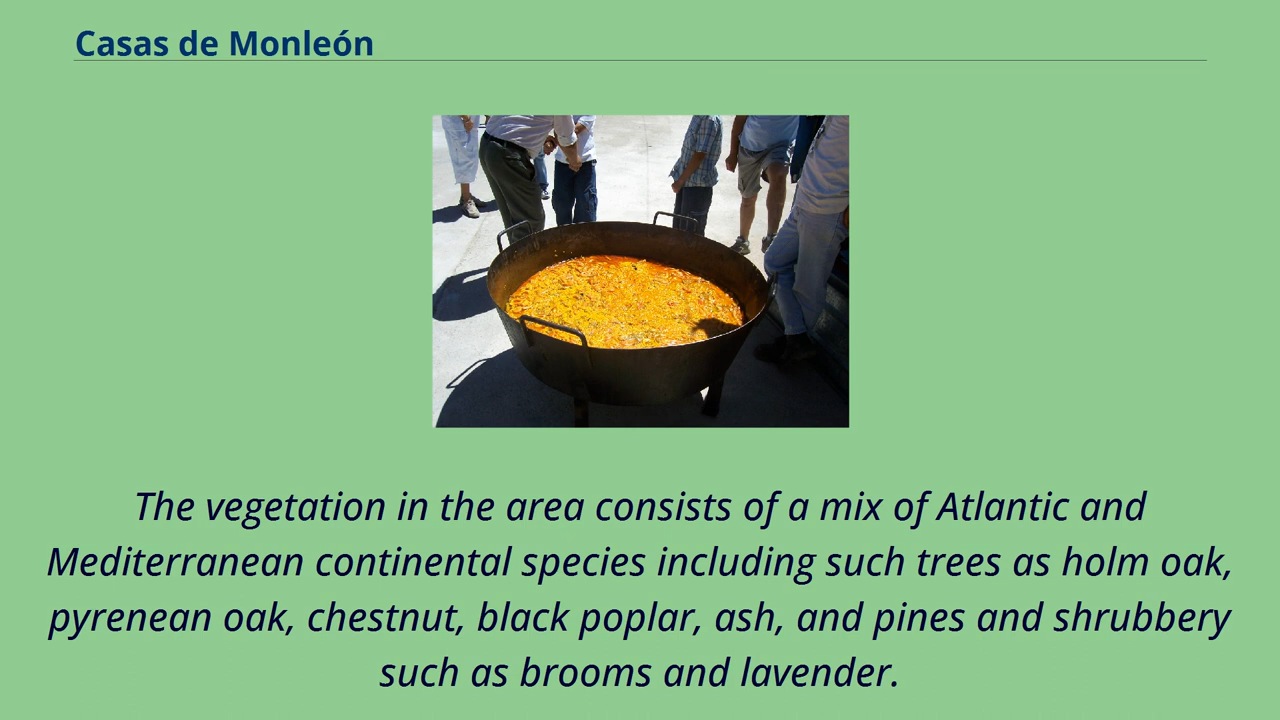 Casas de Monleón
The vegetation in the area consists of a mix of Atlantic and
Mediterranean continental species including such trees as holm oak,
pyrenean oak, chestnut, black poplar, ash, and pines and shrubbery
such as brooms and lavender.